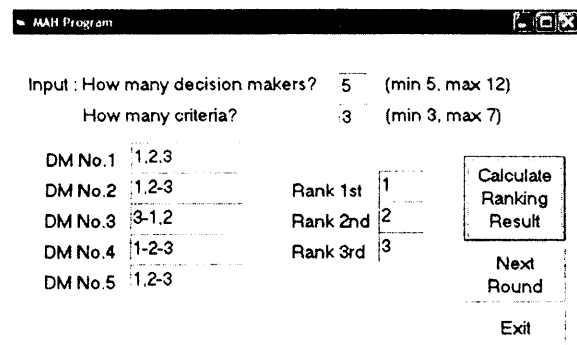 MAH Program
Input : How many decision makers? 5 (min 5, max 12)
How many criteria? 3 (min 3, max 7)
DM No.1 1,2,3
DM No.2 1,2-3
DM No.3 3-1,2
DM No.4 1-2-3
DM No.5 1,2-3
Rank 1st 1
Rank 2nd 2
Rank 3rd 3
Calculate
Ranking
Result
Next
Round
Exit